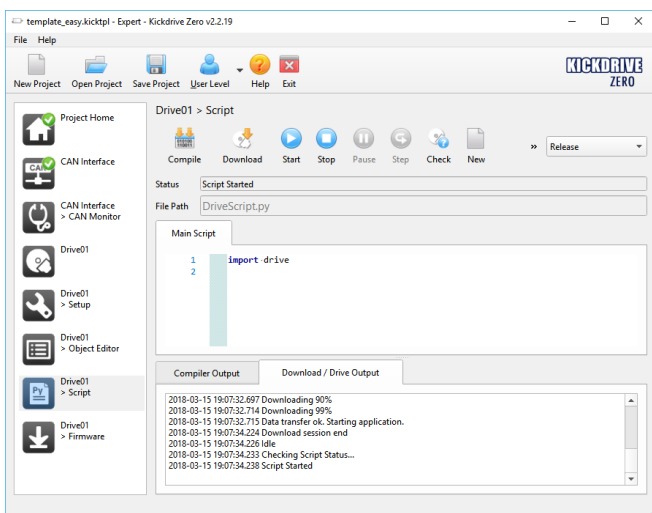 template_easy.kicktpl - Expert - Kickdrive Zero v2.2.19
File Help
New Project Open Project Save Project User Level Help Exit
KICKDRIVE
ZERO
Project Home
CAN Interface
CAN Interface
> CAN Monitor
Drive01
Drive01
> Setup
Drive01
> Object Editor
Drive01
> Script
Drive01
> Firmware
Drive01 > Script
Compile Download Start Stop Pause Step Check New » Release
Status Script Started
File Path DriveScript.py
Main Script
1 import·drive
2
Compiler Output Download / Drive Output
2018-03-15 19:07:32.697 Downloading 90%
2018-03-15 19:07:32.714 Downloading 99%
2018-03-15 19:07:32.715 Data transfer ok. Starting application.
2018-03-15 19:07:34.224 Download session end
2018-03-15 19:07:34.226 Idle
2018-03-15 19:07:34.233 Checking Script Status...
2018-03-15 19:07:34.238 Script Started